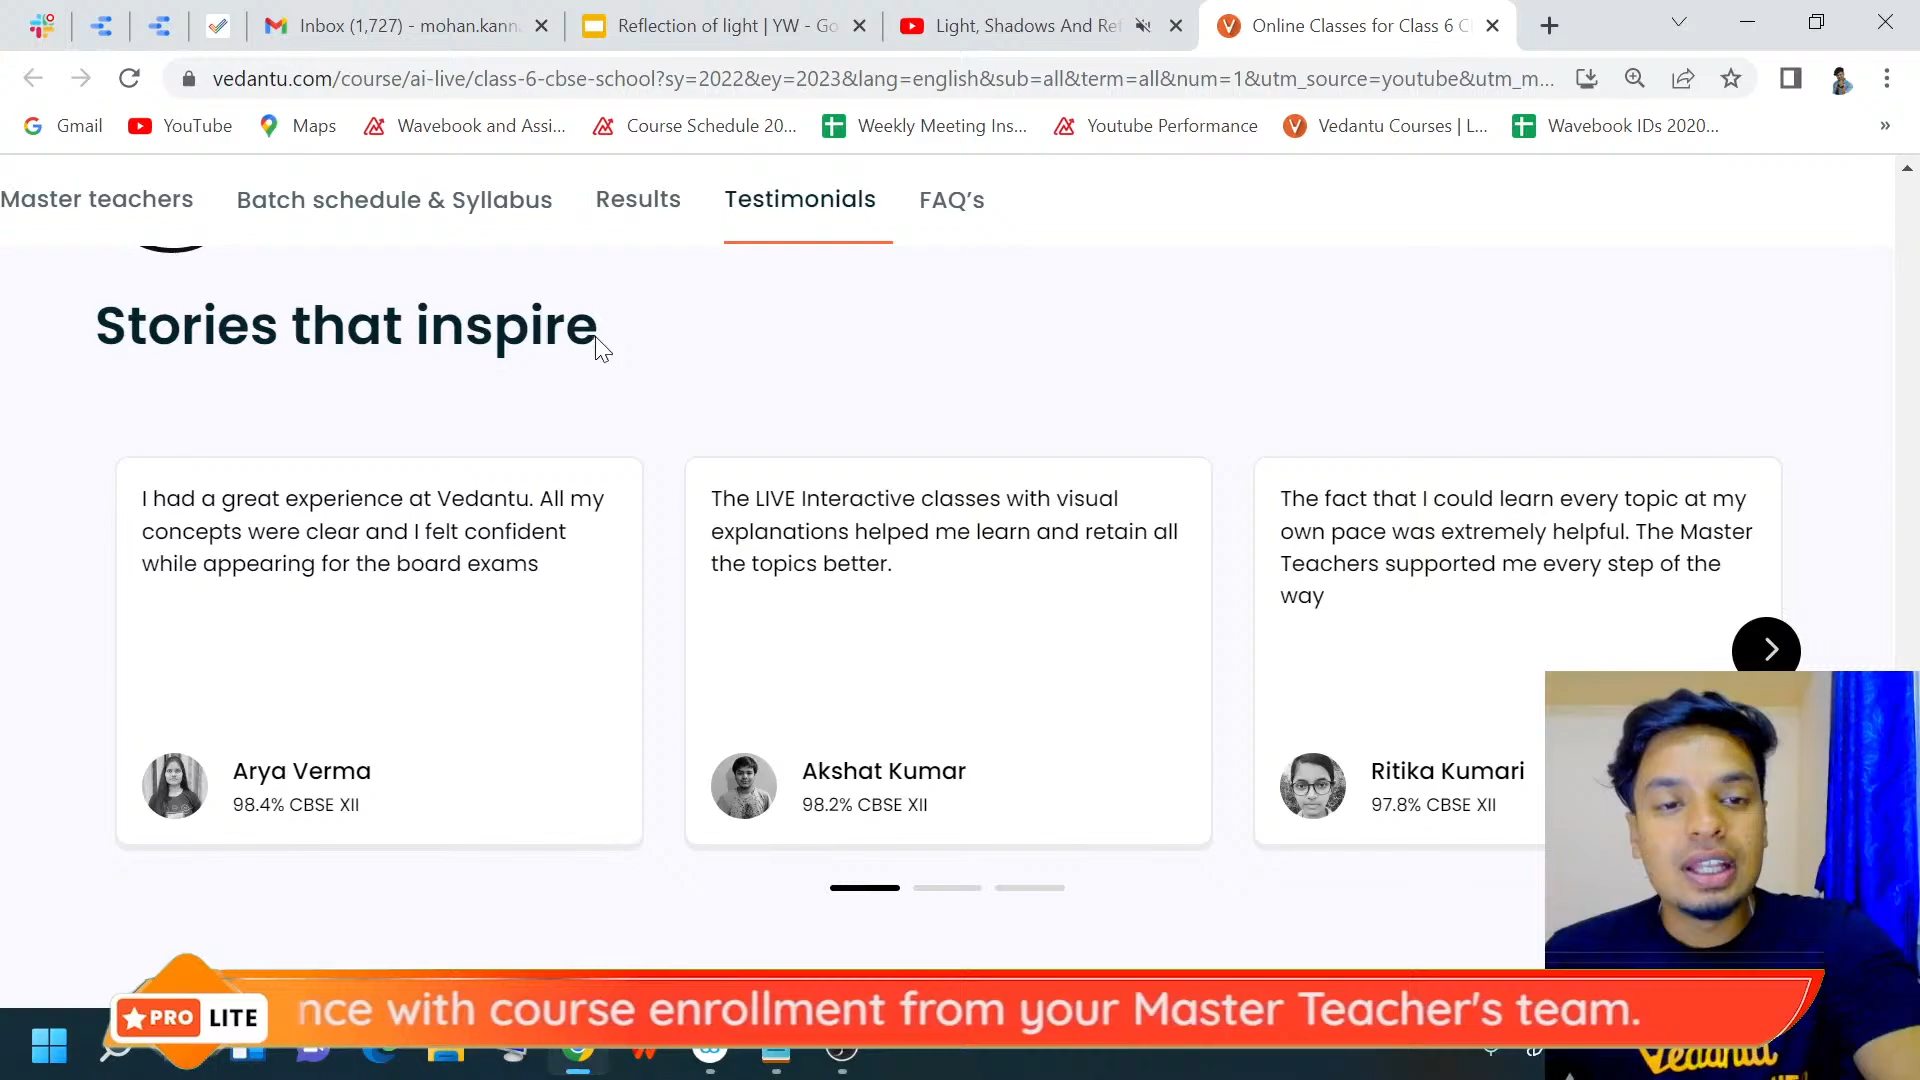 Inbox (1,727) - mohan.kann
Reflection of light | YW - Go
Light, Shadows And Ref
Online Classes for Class 6 C
vedantu.com/course/ai-live/class-6-cbse-school?sy=2022&ey=2023&lang=english&sub=all&term=all&num=1&utm_source=youtube&utm_m...
Gmail
YouTube
Maps
Wavebook and Assi...
Course Schedule 20...
Weekly Meeting Ins...
Youtube Performance
Vedantu Courses | L...
Wavebook IDs 2020...
»
Master teachers
Batch schedule & Syllabus
Results
Testimonials
FAQ’s
Stories that inspire
I had a great experience at Vedantu. All my
concepts were clear and I felt confident
while appearing for the board exams
Arya Verma
98.4% CBSE XII
The LIVE Interactive classes with visual
explanations helped me learn and retain all
the topics better.
Akshat Kumar
98.2% CBSE XII
The fact that I could learn every topic at my
own pace was extremely helpful. The Master
Teachers supported me every step of the
way
Ritika Kumari
97.8% CBSE XII
PRO LITE
nce with course enrollment from your Master Teacher's team.
Vedantu